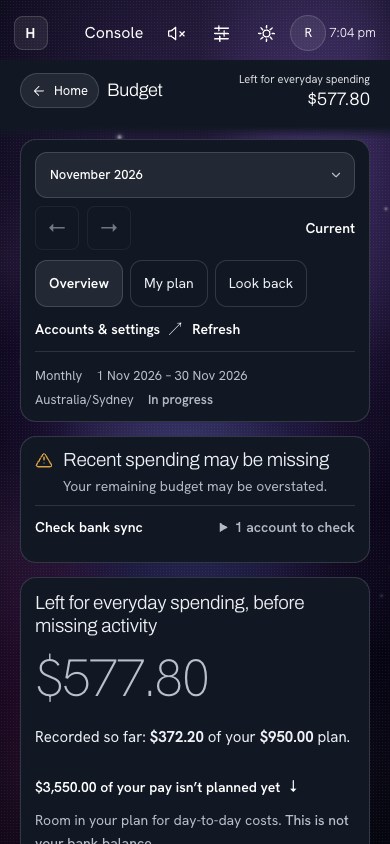 H
Console
R
7:04 pm
← Home
Budget
Left for everyday spending
$577.80
November 2026
← →
Current
Overview
My plan
Look back
Accounts & settings ↗ Refresh
Monthly 1 Nov 2026 – 30 Nov 2026
Australia/Sydney In progress
Recent spending may be missing
Your remaining budget may be overstated.
Check bank sync
▶ 1 account to check
Left for everyday spending, before
missing activity
$577.80
Recorded so far: $372.20 of your $950.00 plan.
$3,550.00 of your pay isn’t planned yet ↓
Room in your plan for day-to-day costs. This is not
your bank balance.